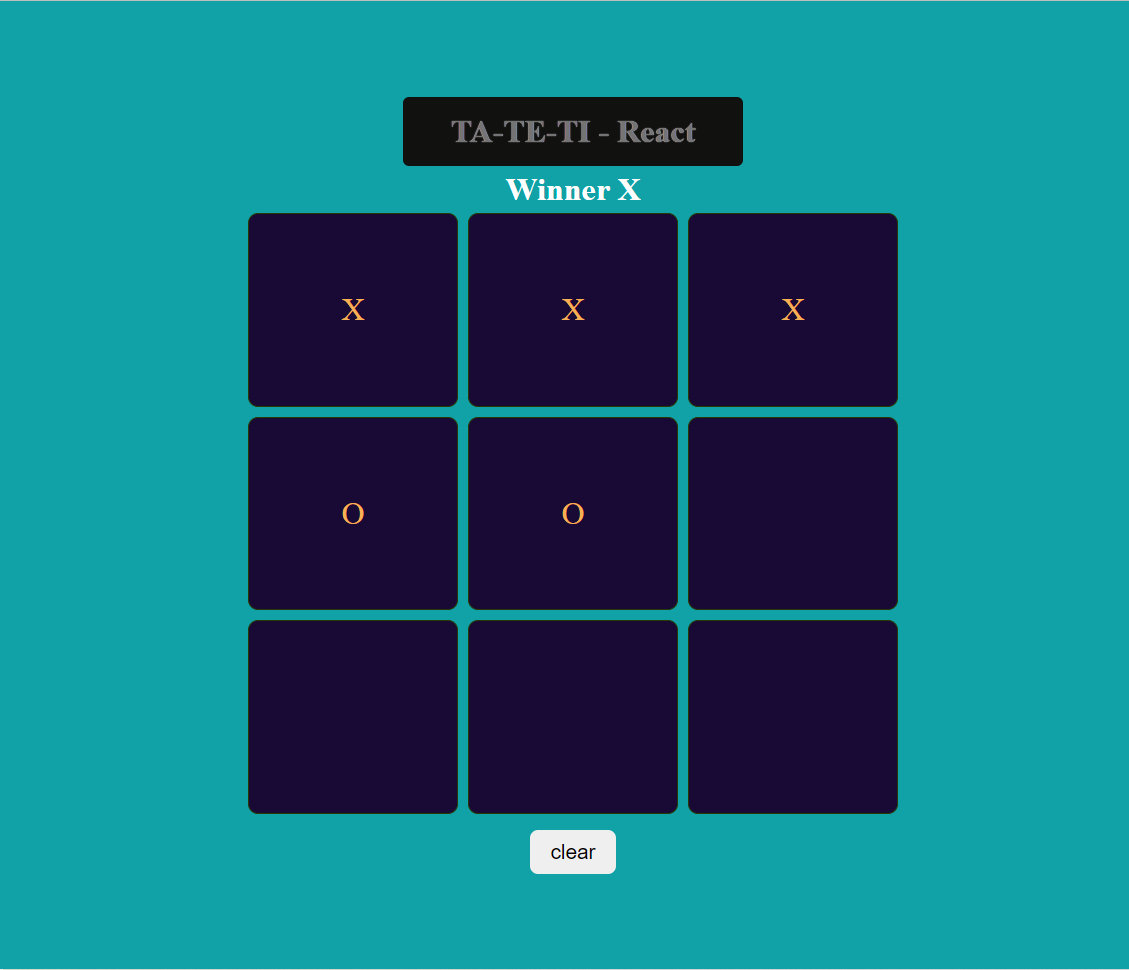 TA-TE-TI - React
Winner X
X X X
O O
clear